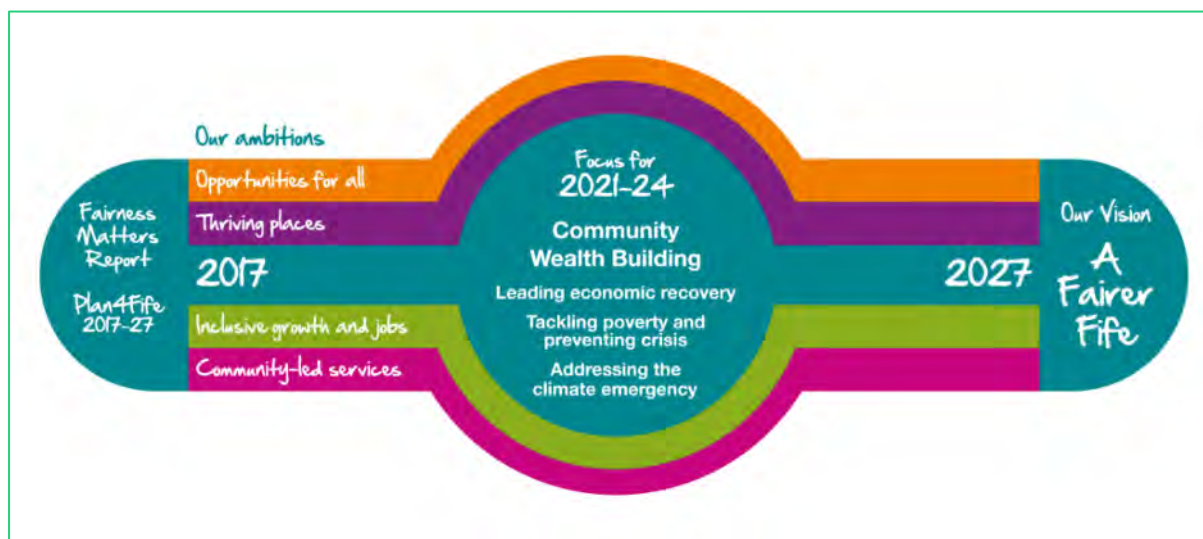 Fairness
Matters
Report
Plan4Fife
2017-27
Our ambitions
Opportunities for all
Thriving places
2017
Inclusive growth and jobs
Community-led services
Focus for
2021-24
Community
Wealth Building
Leading economic recovery
Tackling poverty and
preventing crisis
Addressing the
climate emergency
2027
Our Vision
A
Fairer
Fife